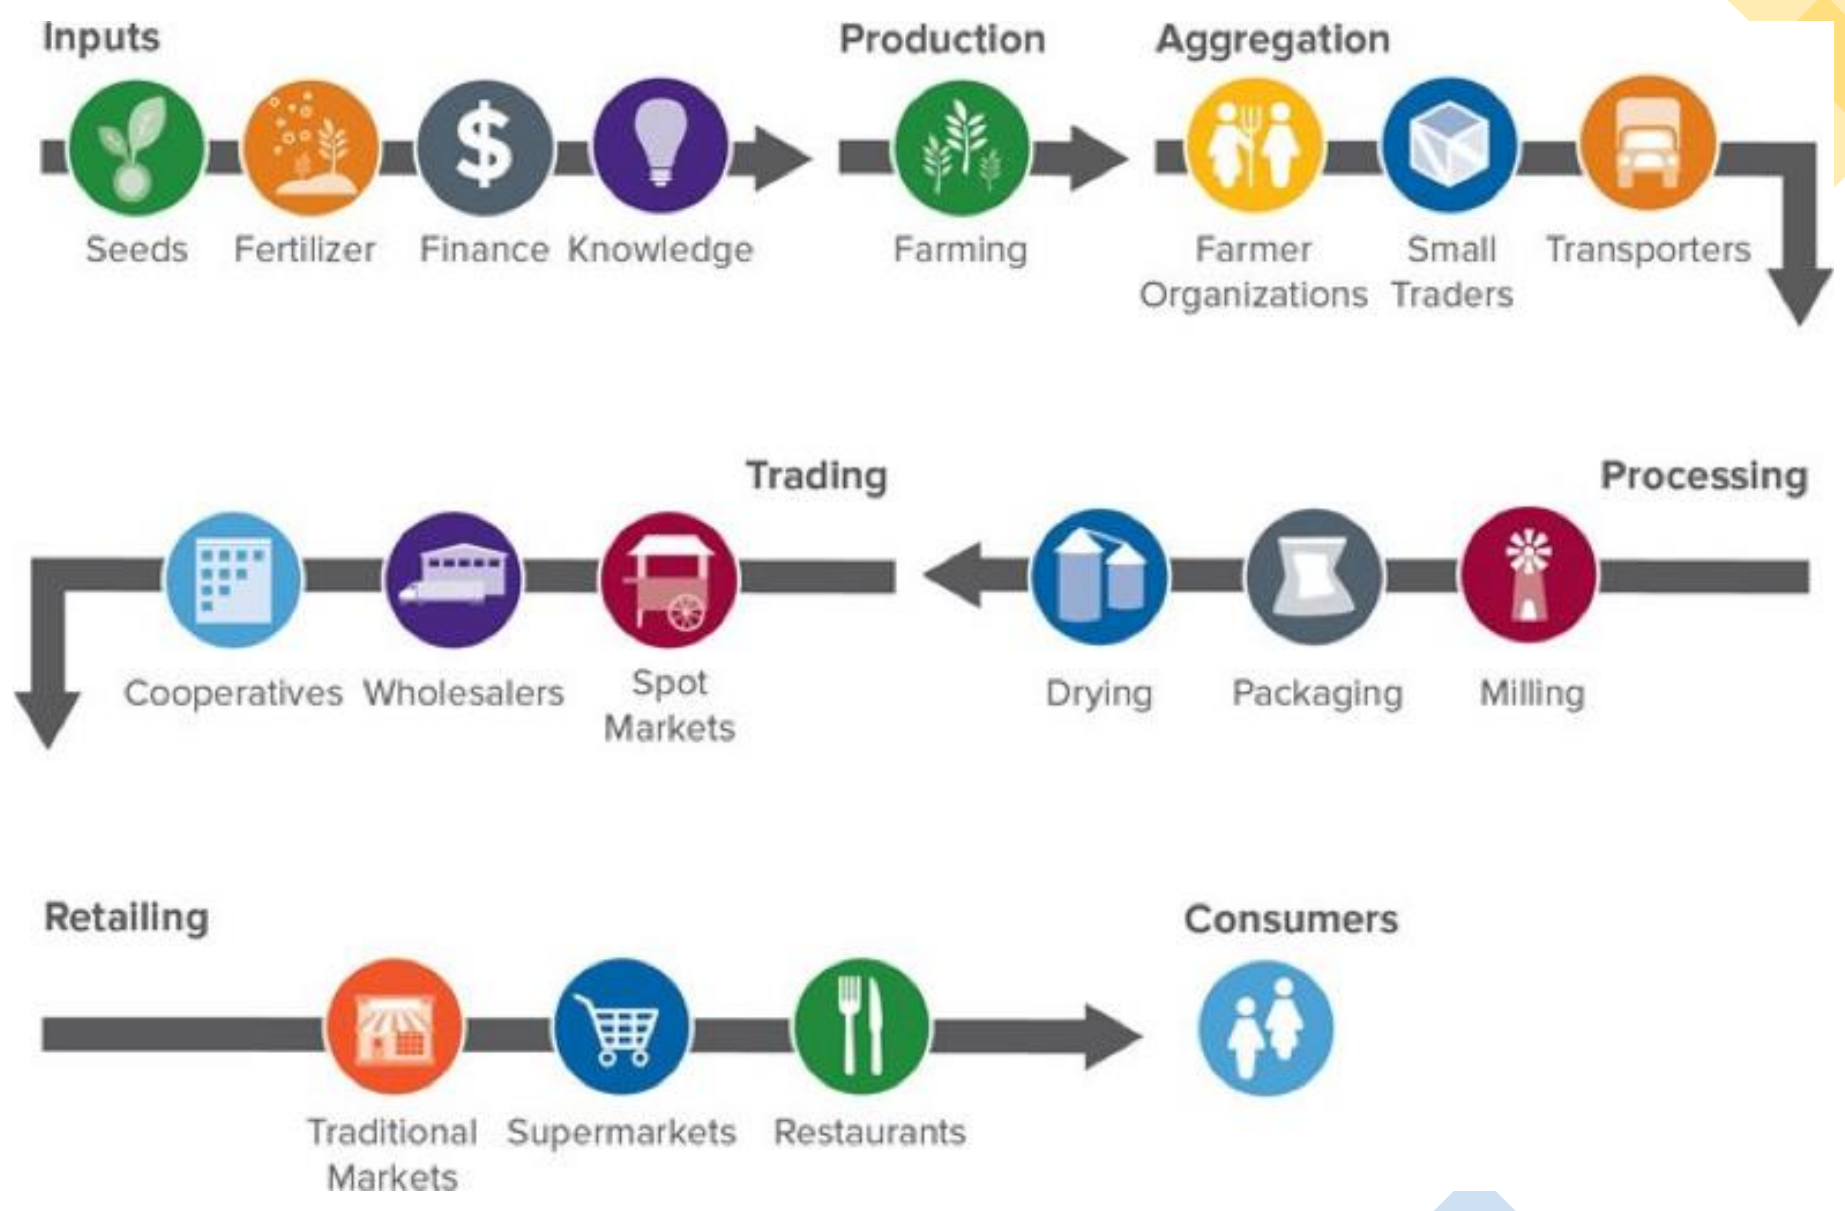 Inputs
Production
Aggregation
Seeds
Fertilizer
Finance
Knowledge
Farming
Farmer
Organizations
Small
Traders
Transporters
Processing
Milling
Packaging
Drying
Trading
Spot
Markets
Wholesalers
Cooperatives
Retailing
Traditional
Markets
Supermarkets
Restaurants
Consumers